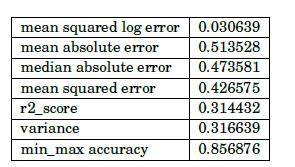 mean squared log error 0.030639
mean absolute error 0.513528
median absolute error 0.473581
mean squared error 0.426575
r2_score 0.314432
variance 0.316639
min_max accuracy 0.856876